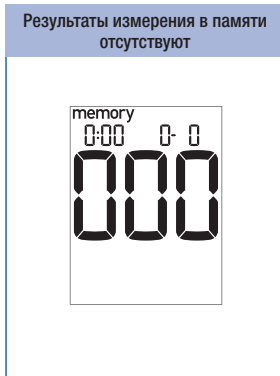 Результаты измерения в памяти
отсутствуют
memory
0:00 0- 0
000